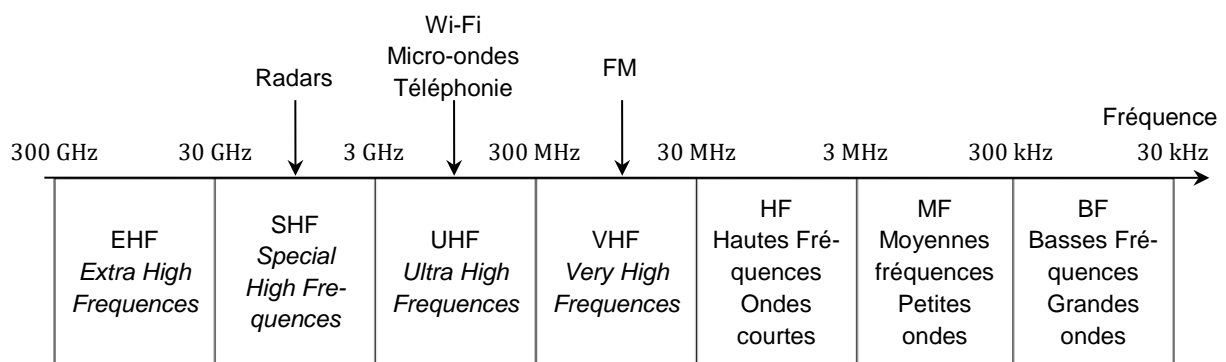 Wi-Fi
Micro-ondes
Téléphonie
Radars
FM
Fréquence
300 GHz
30 GHz
3 GHz
300 MHz
30 MHz
3 MHz
300 kHz
30 kHz
EHF
Extra High
Frequences
SHF
Special
High Fre-
quences
UHF
Ultra High
Frequences
VHF
Very High
Frequences
HF
Hautes Fré-
quences
Ondes
courtes
MF
Moyennes
fréquences
Petites
ondes
BF
Basses Fré-
quences
Grandes
ondes